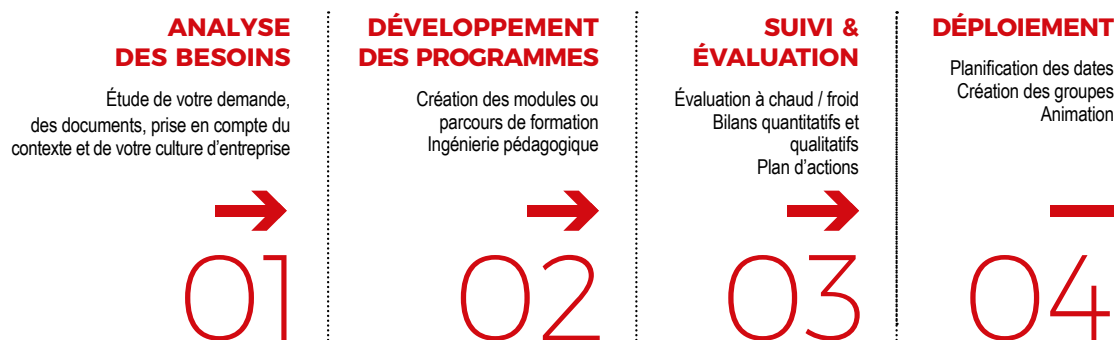 ANALYSE
DES BESOINS
Étude de votre demande,
des documents, prise en compte du
contexte et de votre culture d’entreprise
01
DÉVELOPPEMENT
DES PROGRAMMES
Création des modules ou
parcours de formation
Ingénierie pédagogique
02
SUIVI &
ÉVALUATION
Évaluation à chaud / froid
Bilans quantitatifs et
qualitatifs
Plan d’actions
03
DÉPLOIEMENT
Planification des dates
Création des groupes
Animation
04